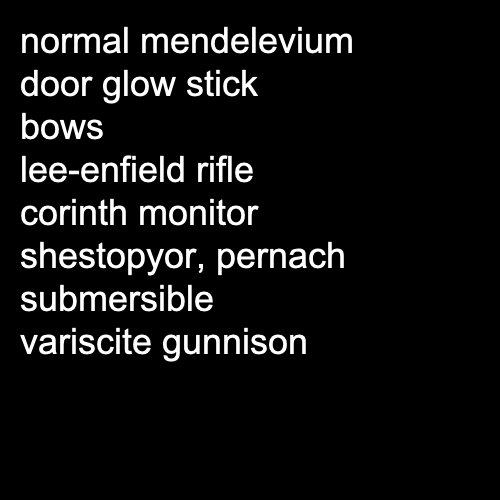 normal mendelevium
door glow stick
bows
lee-enfield rifle
corinth monitor
shestopyor, pernach
submersible
variscite gunnison